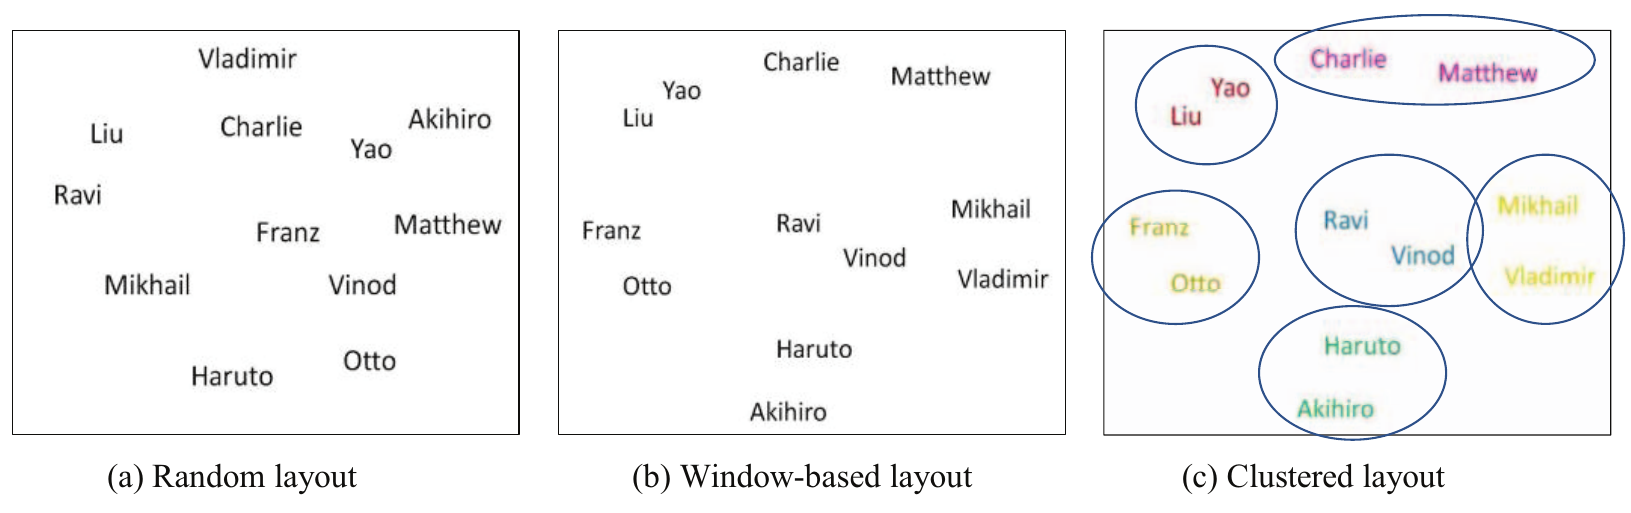 Vladimir
Akihiro
Liu
Charlie
Yao
Ravi
Franz
Matthew
Mikhail
Vinod
Haruto
Otto
(a) Random layout
Charlie
Matthew
Yao
Liu
Mikhail
Franz
Ravi
Vinod
Otto
Vladimir
Haruto
Akihiro
(b) Window-based layout
Charlie
Matthew
Yao
Liu
Mikhail
Franz
Ravi
Vinod
Otto
Vladimir
Haruto
Akihiro
(c) Clustered layout